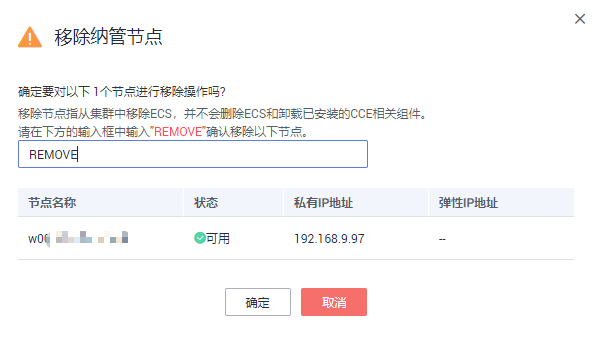 移除纳管节点
确定要对以下 1个节点进行移除操作吗?
移除节点指从集群中移除ECS，并不会删除ECS和卸载已安装的CCE相关组件。
请在下方的输入框中输入"REMOVE"确认移除以下节点。
REMOVE
节点名称 状态 私有IP地址 弹性IP地址
可用 192.168.9.97 --
确定 取消